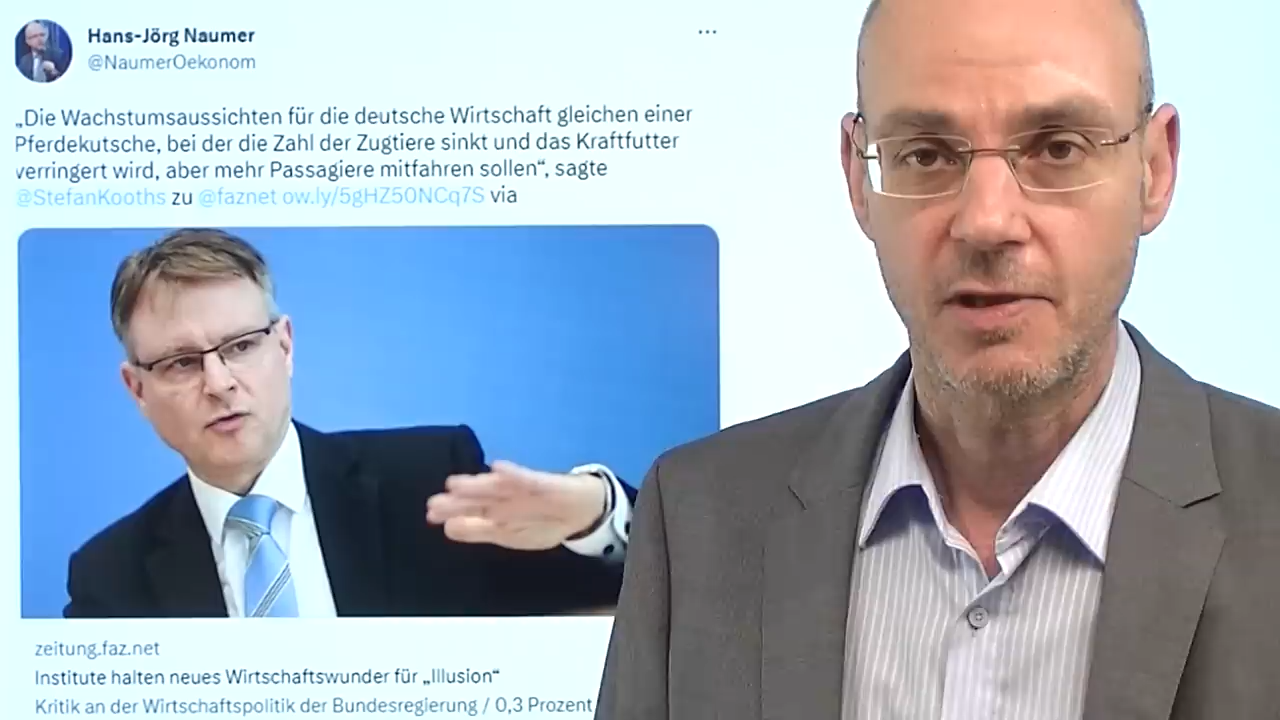 Hans-Jörg Naumer
@NaumerOekonom
„Die Wachstumsaussichten für die deutsche Wirtschaft gleichen einer
Pferdekutsche, bei der die Zahl der Zugtiere sinkt und das Kraftfutter
verringert wird, aber mehr Passagiere mitfahren sollen“, sagte
@StefanKooths zu @faznet ow.ly/5gHZ50NCq7S via
zeitung.faz.net
Institute halten neues Wirtschaftswunder für „Illusion“
Kritik an der Wirtschaftspolitik der Bundesregierung / 0,3 Prozent